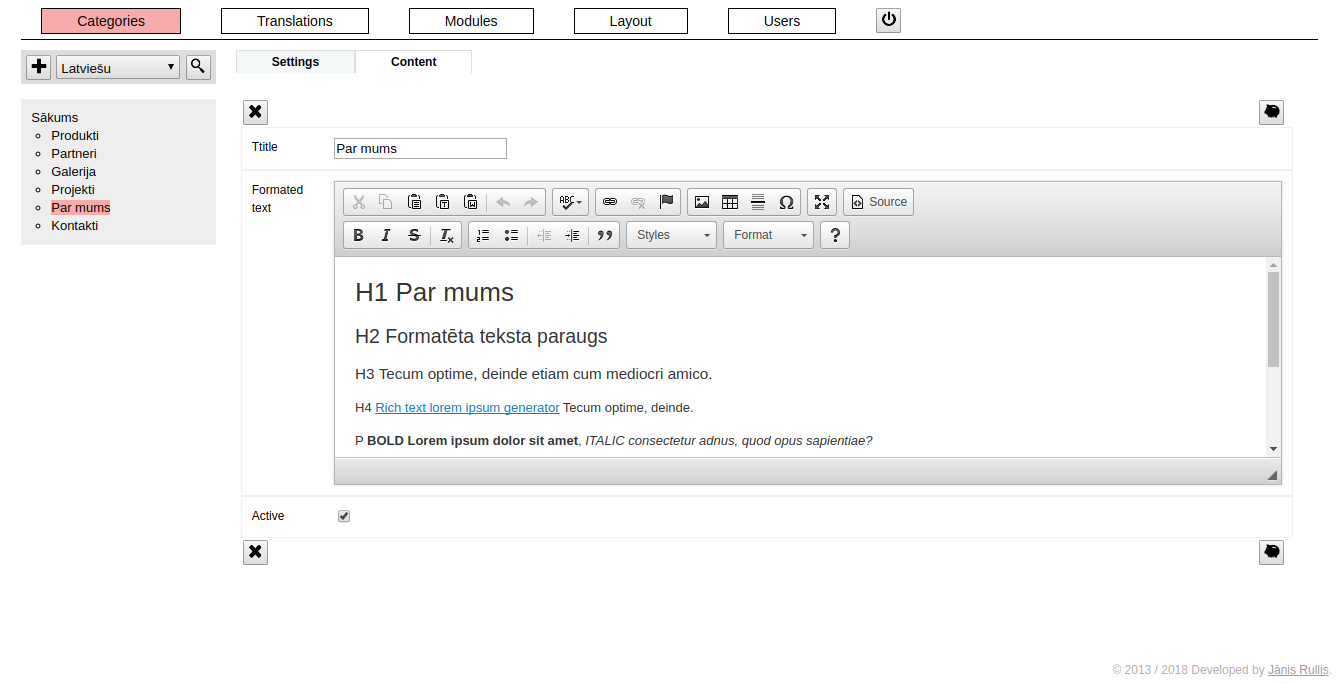 Categories Translations Modules Layout Users
Latviešu
Settings Content
Sākums
Produkti
Partneri
Galerija
Projekti
Par mums
Kontakti
Ttitle Par mums
Formated
text
ABC Source
B I S Ix Styles Format ?
H1 Par mums
H2 Formatēta teksta paraugs
H3 Tecum optime, deinde etiam cum mediocri amico.
H4 Rich text lorem ipsum generator Tecum optime, deinde.
P BOLD Lorem ipsum dolor sit amet, ITALIC consectetur adnus, quod opus sapientiae?
Active
© 2013 / 2018 Developed by Jānis Rullis.